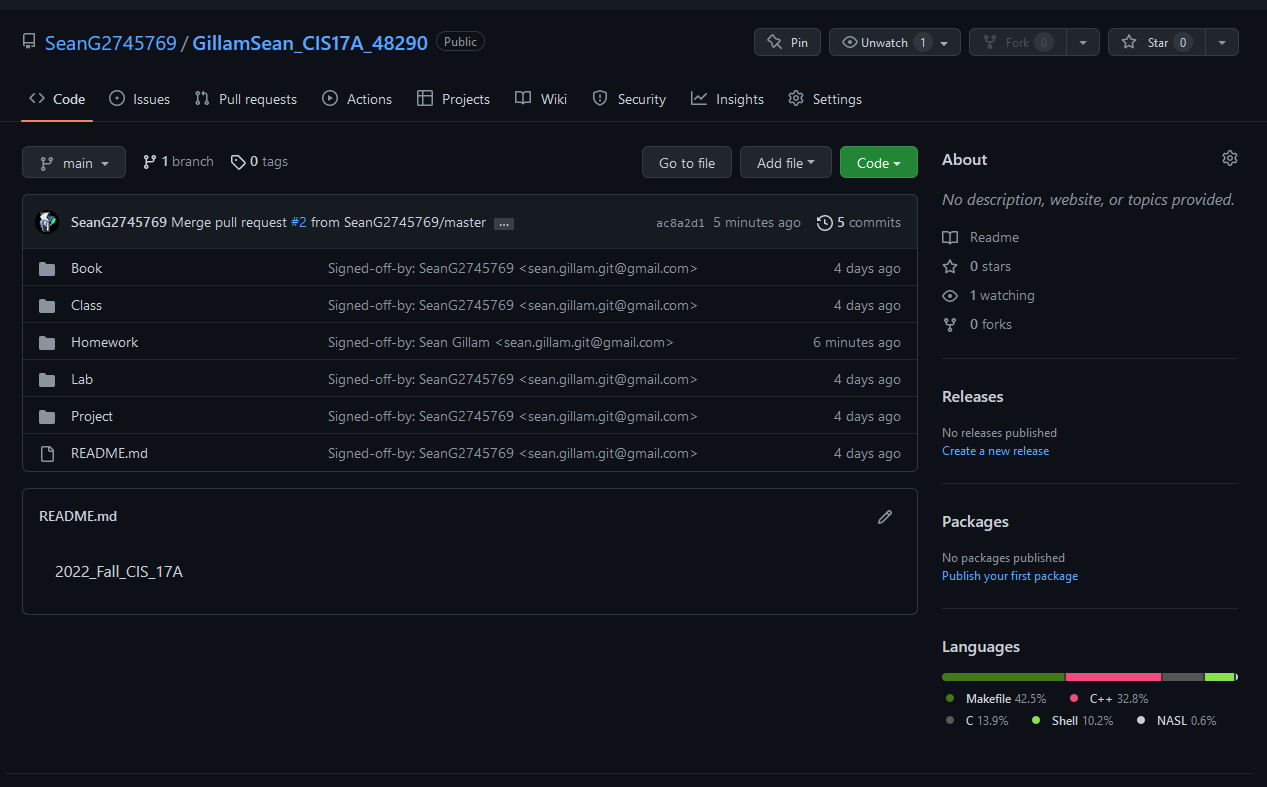 SeanG2745769 / GillamSean_CIS17A_48290 Public
Pin Unwatch 1 Fork 0 Star 0
Code Issues Pull requests Actions Projects Wiki Security Insights Settings
main 1 branch 0 tags Go to file Add file Code
SeanG2745769 Merge pull request #2 from SeanG2745769/master ... ac8a2d1 5 minutes ago 5 commits
Book Signed-off-by: SeanG2745769 <sean.gillam.git@gmail.com> 4 days ago
Class Signed-off-by: SeanG2745769 <sean.gillam.git@gmail.com> 4 days ago
Homework Signed-off-by: Sean Gillam <sean.gillam.git@gmail.com> 6 minutes ago
Lab Signed-off-by: SeanG2745769 <sean.gillam.git@gmail.com> 4 days ago
Project Signed-off-by: SeanG2745769 <sean.gillam.git@gmail.com> 4 days ago
README.md Signed-off-by: SeanG2745769 <sean.gillam.git@gmail.com> 4 days ago
README.md
2022_Fall_CIS_17A
About
No description, website, or topics provided.
Readme
0 stars
1 watching
0 forks
Releases
No releases published
Create a new release
Packages
No packages published
Publish your first package
Languages
Makefile 42.5% C++ 32.8%
C 13.9% Shell 10.2% NASL 0.6%